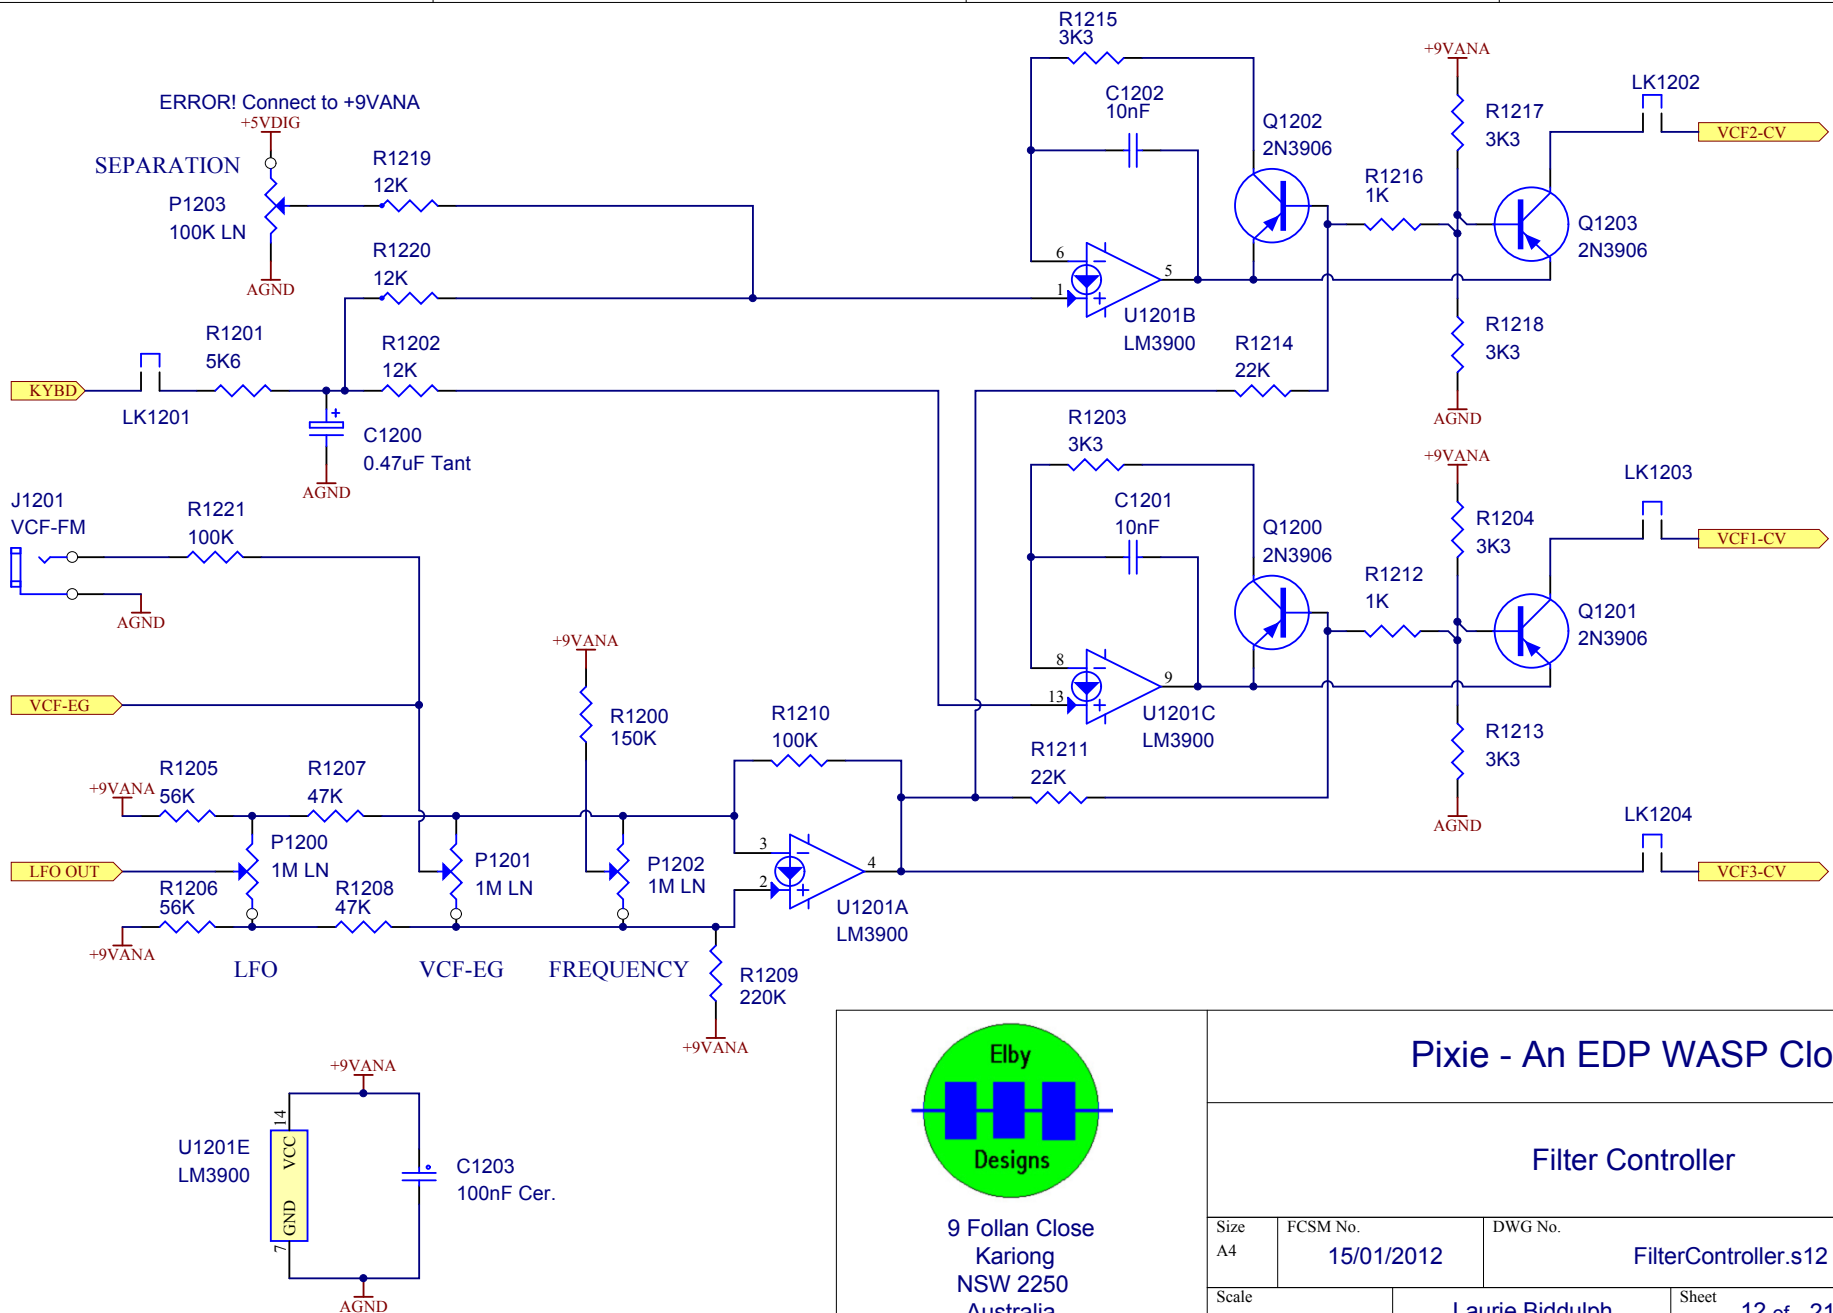 R1215
3K3
+9VANA
LK1202
ERROR! Connect to +9VANA
+5VDIG
C1202
10nF
Q1202
2N3906
R1217
3K3
VCF2-CV
SEPARATION
R1219
12K
P1203
100K LN
R1216
1K
Q1203
2N3906
R1220
12K
AGND
6
5
1
U1201B
LM3900
R1218
3K3
R1201
5K6
R1202
12K
R1214
22K
KYBD
LK1201
C1200
0.47uF Tant
+
AGND
R1203
3K3
AGND
+9VANA
LK1203
J1201
VCF-FM
R1221
100K
C1201
10nF
Q1200
2N3906
R1204
3K3
VCF1-CV
R1212
1K
Q1201
2N3906
AGND
+9VANA
8
9
13
U1201C
LM3900
VCF-EG
R1200
150K
R1210
100K
R1211
22K
R1213
3K3
+9VANA
R1205
56K
R1207
47K
AGND
LK1204
P1200
1M LN
3
4
2
P1201
1M LN
P1202
1M LN
LFO OUT
VCF3-CV
R1206
56K
R1208
47K
U1201A
LM3900
+9VANA
LFO
VCF-EG
FREQUENCY
R1209
220K
+9VANA
+9VANA
14
VCC
U1201E
LM3900
GND
7
C1203
100nF Cer.
AGND
Elby
Designs
9 Follan Close
Kariong
NSW 2250
Australia
Pixie - An EDP WASP Clo
Filter Controller
Size
A4
FCSM No.
15/01/2012
DWG No.
FilterController.s12
Scale
Laurie Biddulph
Sheet
12 of 21